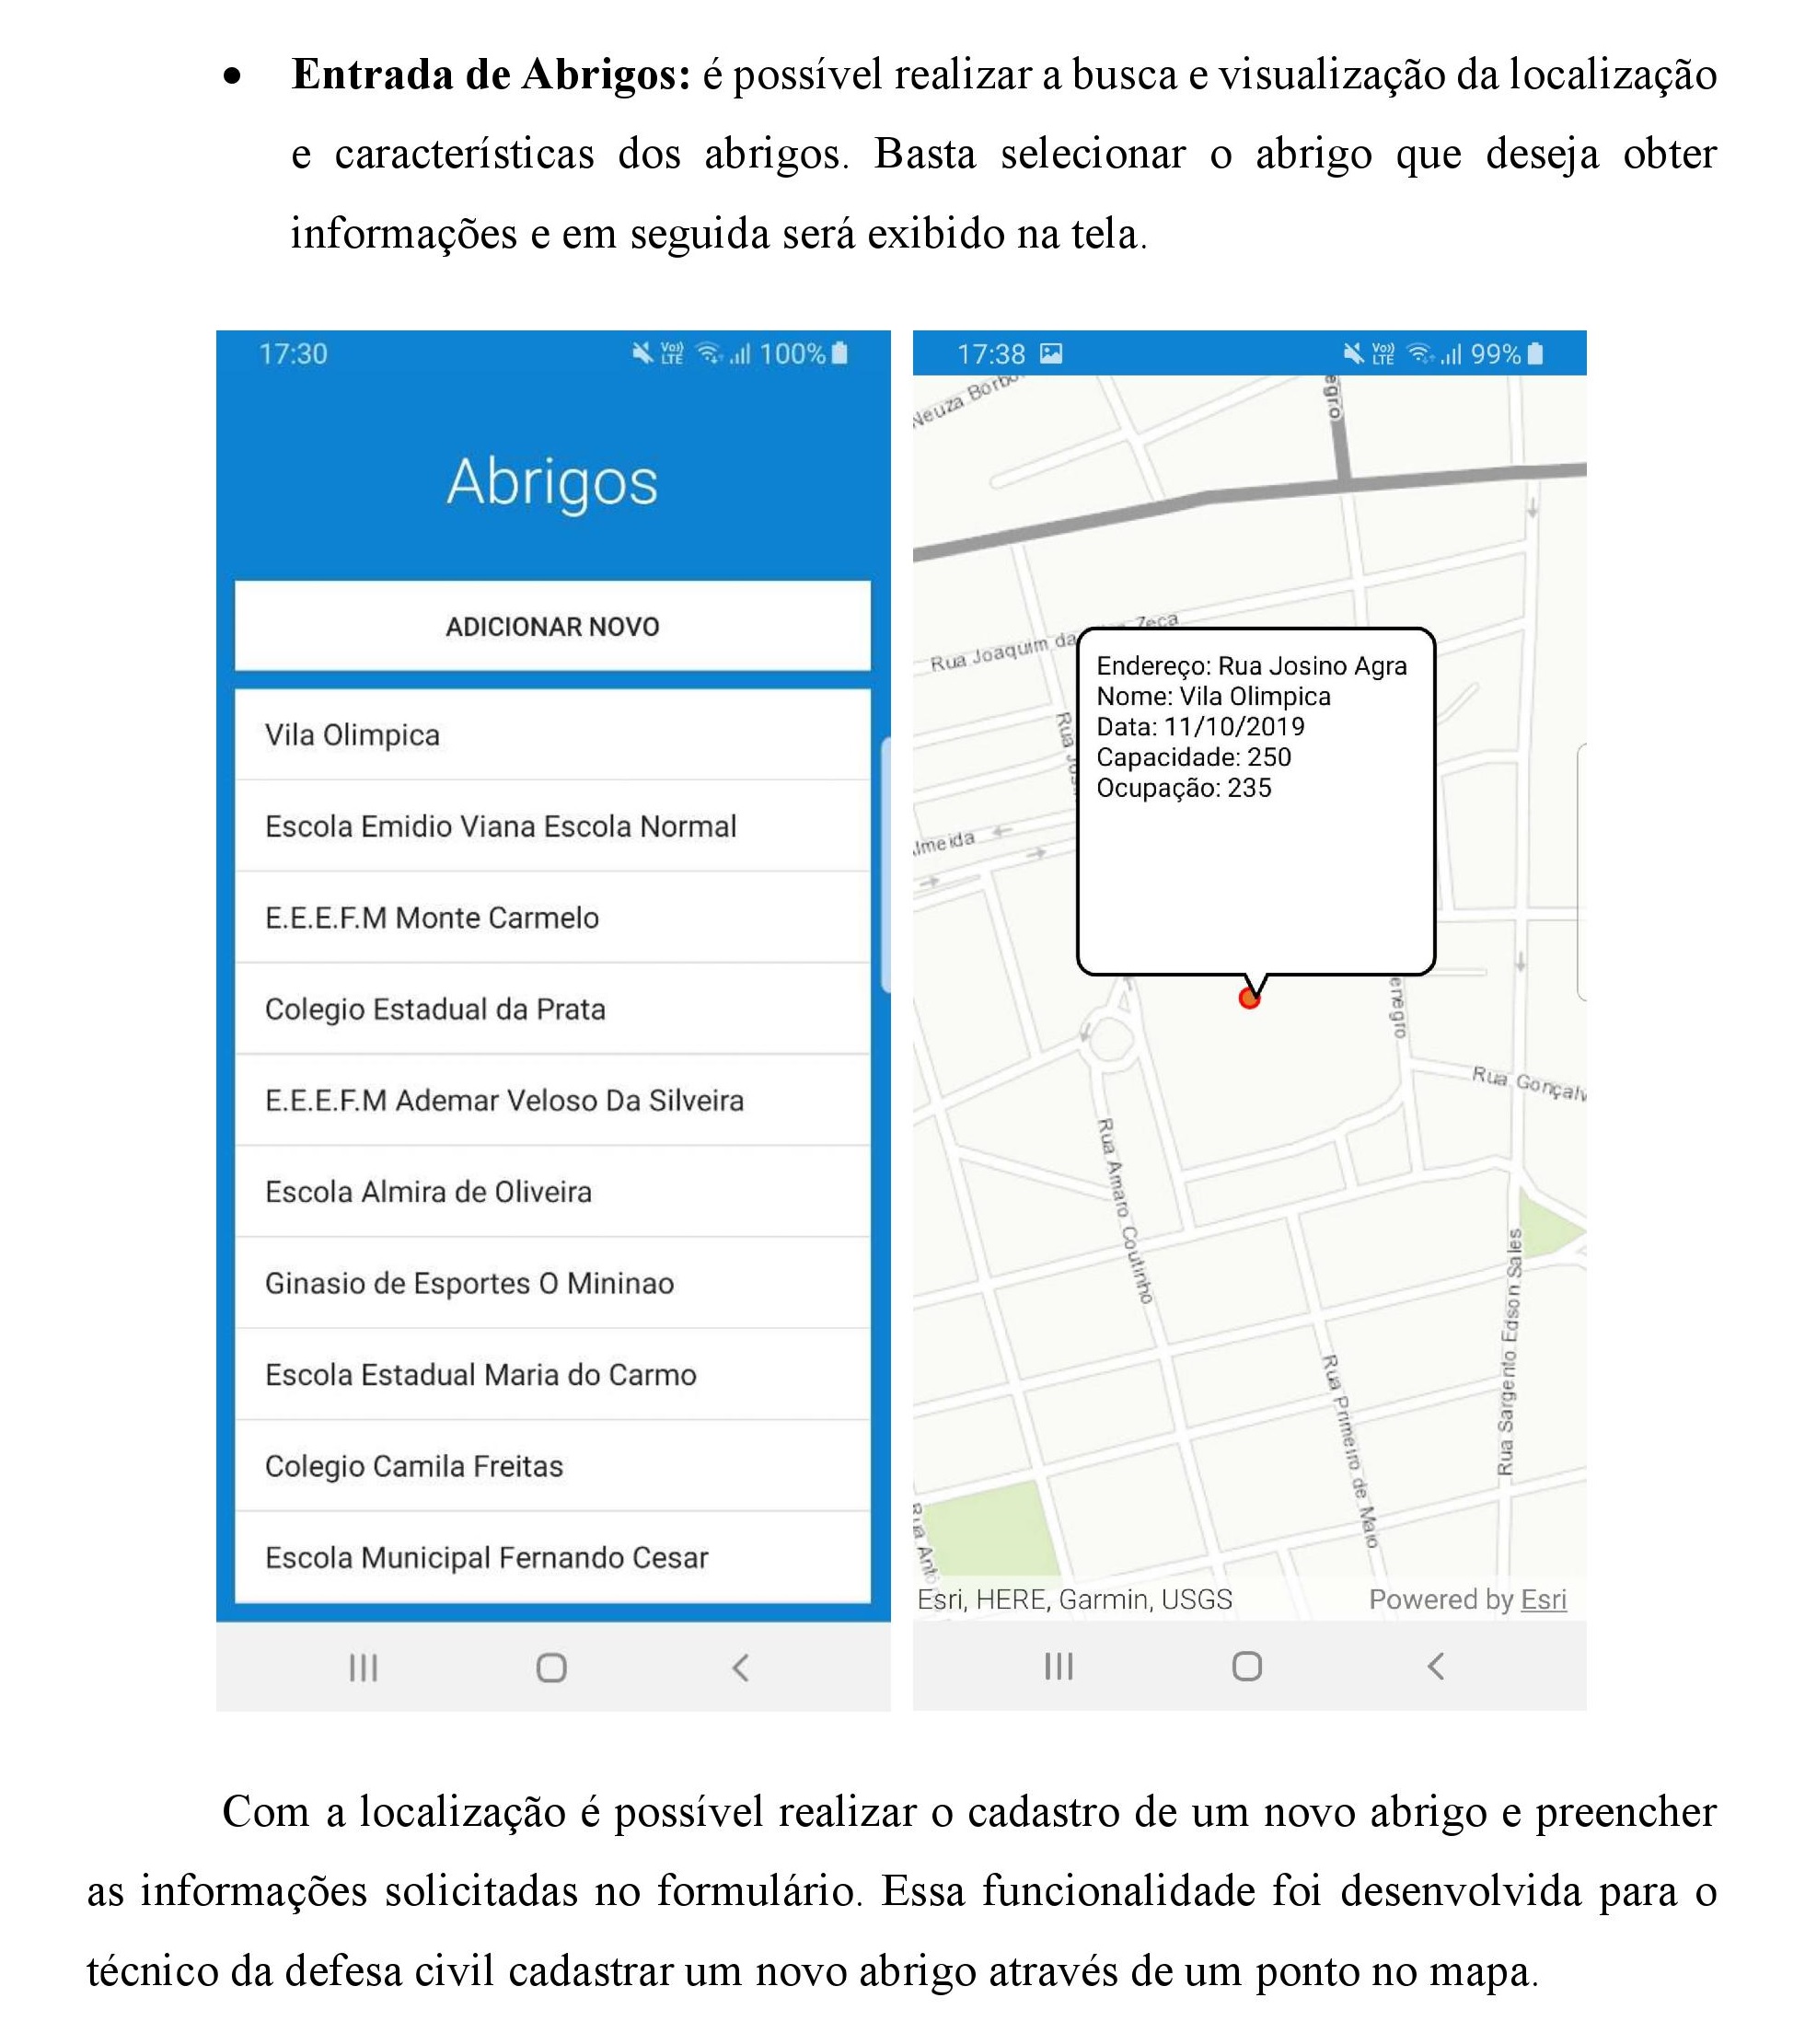 • Entrada de Abrigos: é possível realizar a busca e visualização da localização
e características dos abrigos. Basta selecionar o abrigo que deseja obter
informações e em seguida será exibido na tela.
17:30
Vo)) LTE 100%
Abrigos
ADICIONAR NOVO
Vila Olimpica
Escola Emidio Viana Escola Normal
E.E.E.F.M Monte Carmelo
Colegio Estadual da Prata
E.E.E.F.M Ademar Veloso Da Silveira
Escola Almira de Oliveira
Ginasio de Esportes O Mininao
Escola Estadual Maria do Carmo
Colegio Camila Freitas
Escola Municipal Fernando Cesar
17:38
Vo)) LTE 99%
Neuza Borbo
egro
Rua Joaquim da
Zeca
Endereço: Rua Josino Agra
Nome: Vila Olimpica
Data: 11/10/2019
Capacidade: 250
Ocupação: 235
Rua
lmeida
enegro
Rua Gonçalv
Rua Amaro Coutinho
Rua Sargento Edson Sales
Rua Primeiro de Maio
Rua Antô
Esri, HERE, Garmin, USGS
Powered by Esri
Com a localização é possível realizar o cadastro de um novo abrigo e preencher
as informações solicitadas no formulário. Essa funcionalidade foi desenvolvida para o
técnico da defesa civil cadastrar um novo abrigo através de um ponto no mapa.